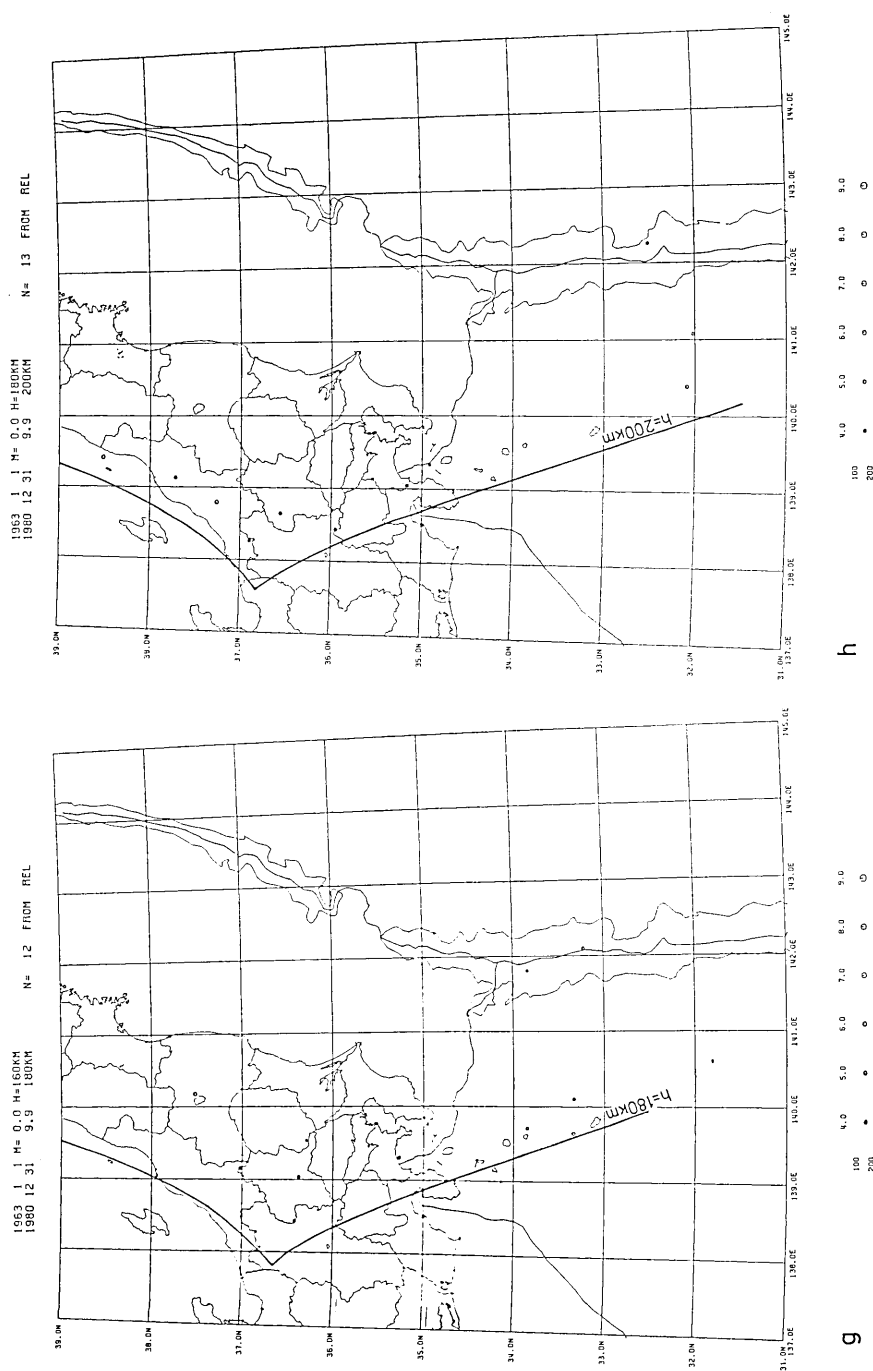 1963 1 1 M= 0.0 H=160KM
1980 12 31 9.9 180KM N= 12 FROM REL
39.0N
38.0N
37.0N
36.0N
35.0N
34.0N
33.0N
32.0N
31.0N
137.0E 138.0E 139.0E 140.0E 141.0E 142.0E 143.0E 144.0E 145.0E
h=180km
4.0 5.0 6.0 7.0 8.0 9.0
100
200
g
1963 1 1 M= 0.0 H=180KM
1980 12 31 9.9 200KM N= 13 FROM REL
39.0N
38.0N
37.0N
36.0N
35.0N
34.0N
33.0N
32.0N
31.0N
137.0E 138.0E 139.0E 140.0E 141.0E 142.0E 143.0E 144.0E 145.0E
h=200km
4.0 5.0 6.0 7.0 8.0 9.0
100
200
h